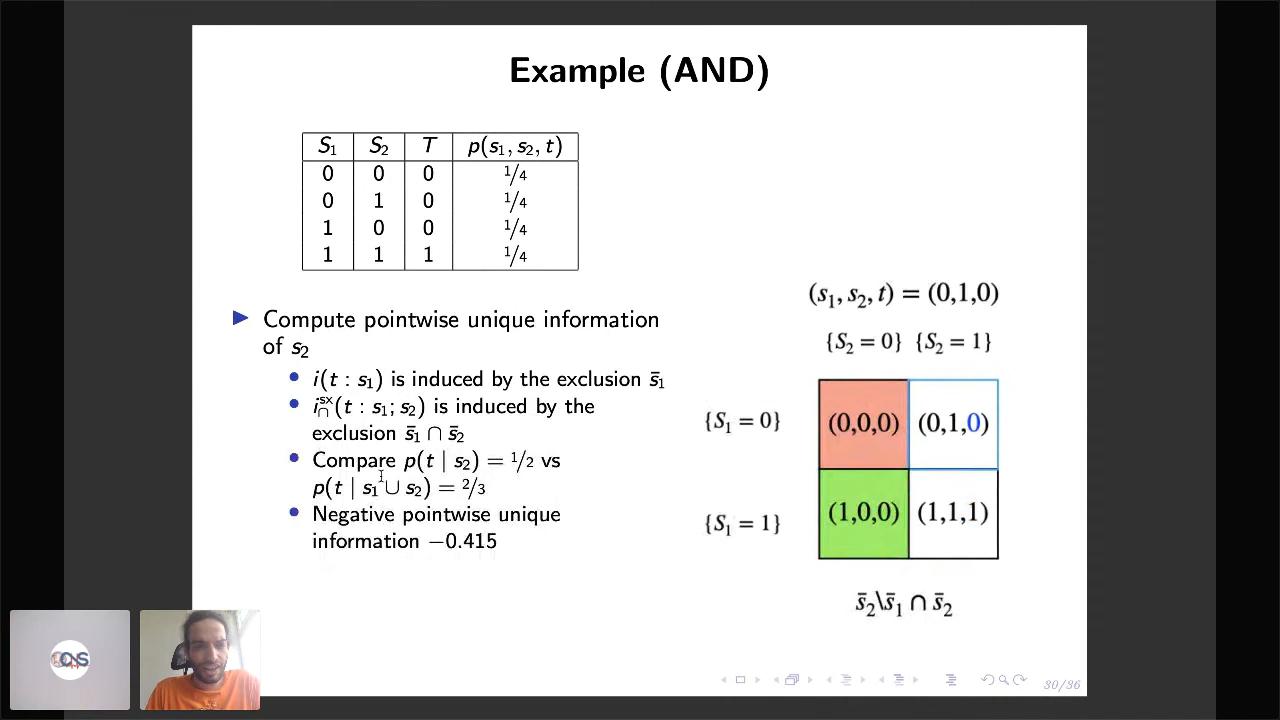 Example (AND)
S₁ S₂ T p(s₁, s₂, t)
0 0 0 ¹/₄
0 1 0 ¹/₄
1 0 0 ¹/₄
1 1 1 ¹/₄
▶ Compute pointwise unique information
of s₂
• i(t : s₁) is induced by the exclusion s̄₁
• i∩ˢˣ(t : s₁; s₂) is induced by the
exclusion s̄₁ ∩ s̄₂
• Compare p(t | s₂) = ¹/₂ vs
p(t | s₁ ∪ s₂) = ²/₃
• Negative pointwise unique
information −0.415
(s₁, s₂, t) = (0,1,0)
{S₂ = 0} {S₂ = 1}
{S₁ = 0} (0,0,0) (0,1,0)
{S₁ = 1} (1,0,0) (1,1,1)
s̄₂\s̄₁ ∩ s̄₂
30/36